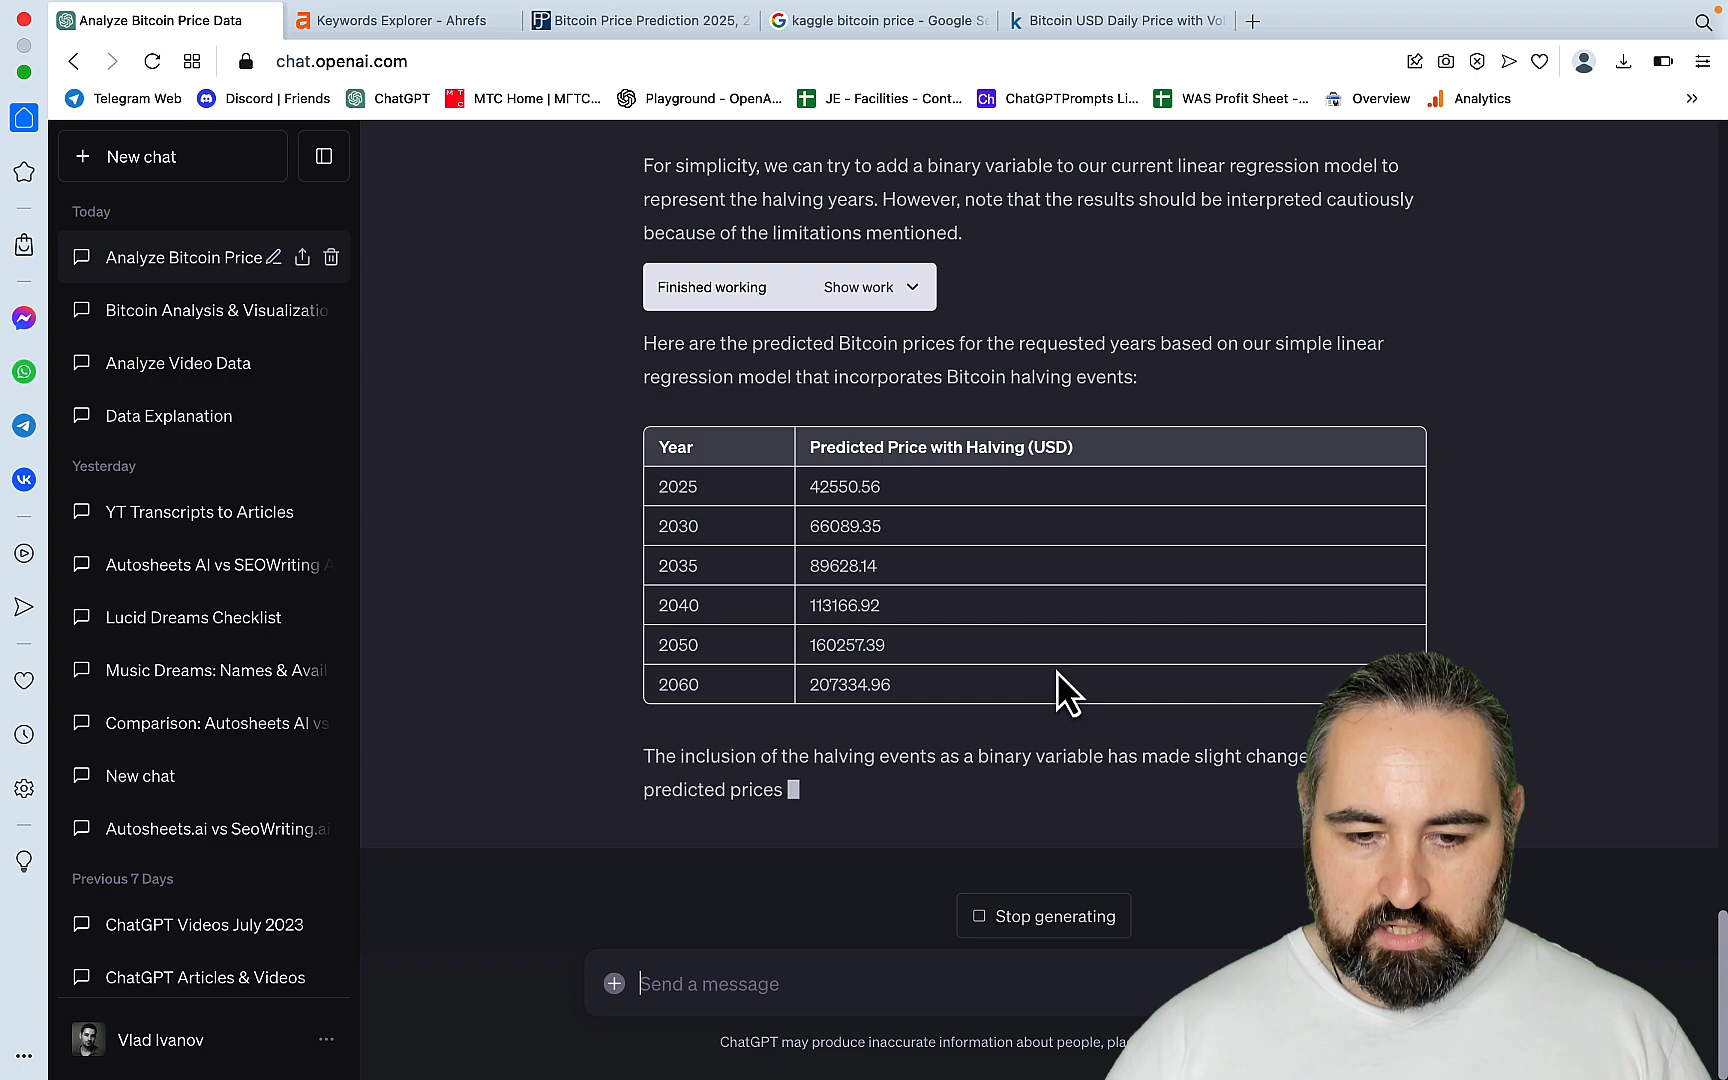 Analyze Bitcoin Price Data
Keywords Explorer - Ahrefs
Bitcoin Price Prediction 2025, 2
kaggle bitcoin price - Google Se
Bitcoin USD Daily Price with Vol
chat.openai.com
Telegram Web
Discord | Friends
ChatGPT
МТС Home | МГТС...
Playground - OpenA...
JE - Facilities - Cont...
Ch
ChatGPTPrompts Li...
WAS Profit Sheet -...
Overview
Analytics
New chat
Today
Analyze Bitcoin Price
Bitcoin Analysis & Visualizatio
Analyze Video Data
Data Explanation
Yesterday
YT Transcripts to Articles
Autosheets AI vs SEOWriting A
Lucid Dreams Checklist
Music Dreams: Names & Avail
Comparison: Autosheets AI vs
New chat
Autosheets.ai vs SeoWriting.ai
Previous 7 Days
ChatGPT Videos July 2023
ChatGPT Articles & Videos
Vlad Ivanov
For simplicity, we can try to add a binary variable to our current linear regression model to
represent the halving years. However, note that the results should be interpreted cautiously
because of the limitations mentioned.
Finished working Show work
Here are the predicted Bitcoin prices for the requested years based on our simple linear
regression model that incorporates Bitcoin halving events:
Year Predicted Price with Halving (USD)
2025 42550.56
2030 66089.35
2035 89628.14
2040 113166.92
2050 160257.39
2060 207334.96
The inclusion of the halving events as a binary variable has made slight change
predicted prices
Stop generating
Send a message
ChatGPT may produce inaccurate information about people, pla